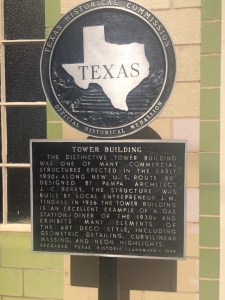 TEXAS HISTORICAL COMMISSION
TEXAS
OFFICIAL HISTORICAL MEDALLION
TOWER BUILDING
THE DISTINCTIVE TOWER BUILDING
WAS ONE OF MANY COMMERCIAL
STRUCTURES ERECTED IN THE EARLY
1930s ALONG NEW U.S. ROUTE 66.
DESIGNED BY PAMPA ARCHITECT
J. C. BERRY, THE STRUCTURE WAS
BUILT BY LOCAL ENTREPRENEUR J. M.
TINDALL IN 1936. THE TOWER BUILDING
IS AN EXCELLENT EXAMPLE OF A GAS
STATION/DINER OF THE 1930s AND
EXHIBITS MANY ELEMENTS OF
THE ART DECO STYLE, INCLUDING
GEOMETRIC DETAILING, CURVILINEAR
MASSING, AND NEON HIGHLIGHTS.
RECORDED TEXAS HISTORIC LANDMARK